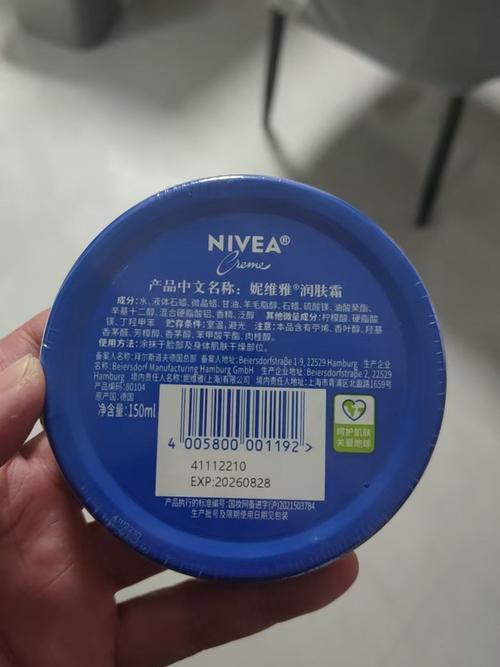 NIVEA®
Creme
产品中文名称：妮维雅®润肤霜
成分：水、液体石蜡、微晶蜡、甘油、羊毛脂醇、石蜡、硫酸镁、油酸癸酯、
辛基十二醇、混合硬脂酸铝、香精、泛醇 其他微量成分：柠檬酸、硬脂酸
镁、丁羟甲苯 贮存条件：室温，避光 注意：本品含有苧烯、香叶醇、羟基
香茅醛、芳樟醇、香茅醇、苯甲酸苄酯、肉桂醇。
使用方法：涂抹于脸部及身体肌肤干燥部位。
备案人名称：拜尔斯道夫德国总部 备案人地址：Beiersdorfstraße 1-9, 22529 Hamburg 生产企业
名称：Beiersdorf Manufacturing Hamburg GmbH 生产企业地址：Beiersdorfstraße 2, 22529
Hamburg 境内责任人名称：妮维雅(上海)有限公司 境内责任人地址：上海市青浦区北盈路1659号
产品编码：80104
原产国：德国
净含量：150ml
4 005800 001192 >
41112210
EXP:20260828
呵护肌肤
关爱地球
产品执行的标准编号：国妆网备进字(沪)2021503784
生产批号及限期使用日期见包装
41112210